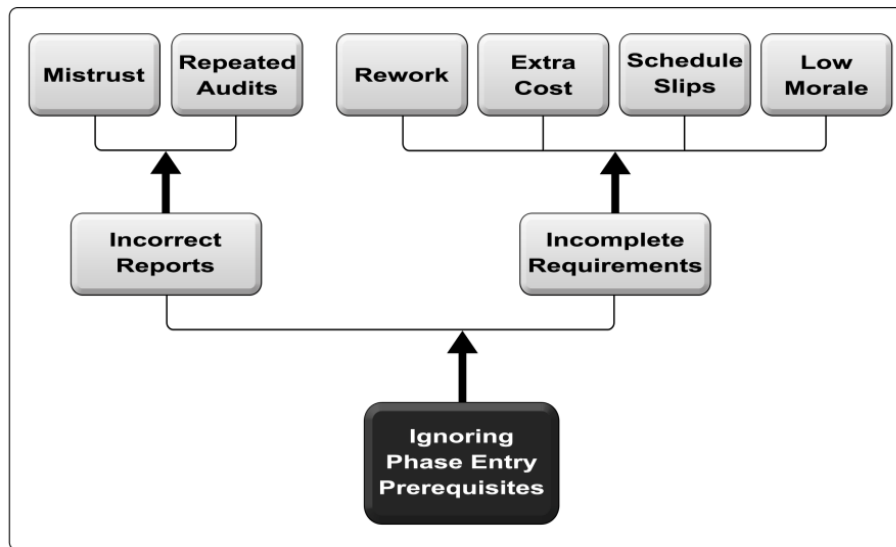 Mistrust
Repeated
Audits
Rework
Extra
Cost
Schedule
Slips
Low
Morale
Incorrect
Reports
Incomplete
Requirements
Ignoring
Phase Entry
Prerequisites